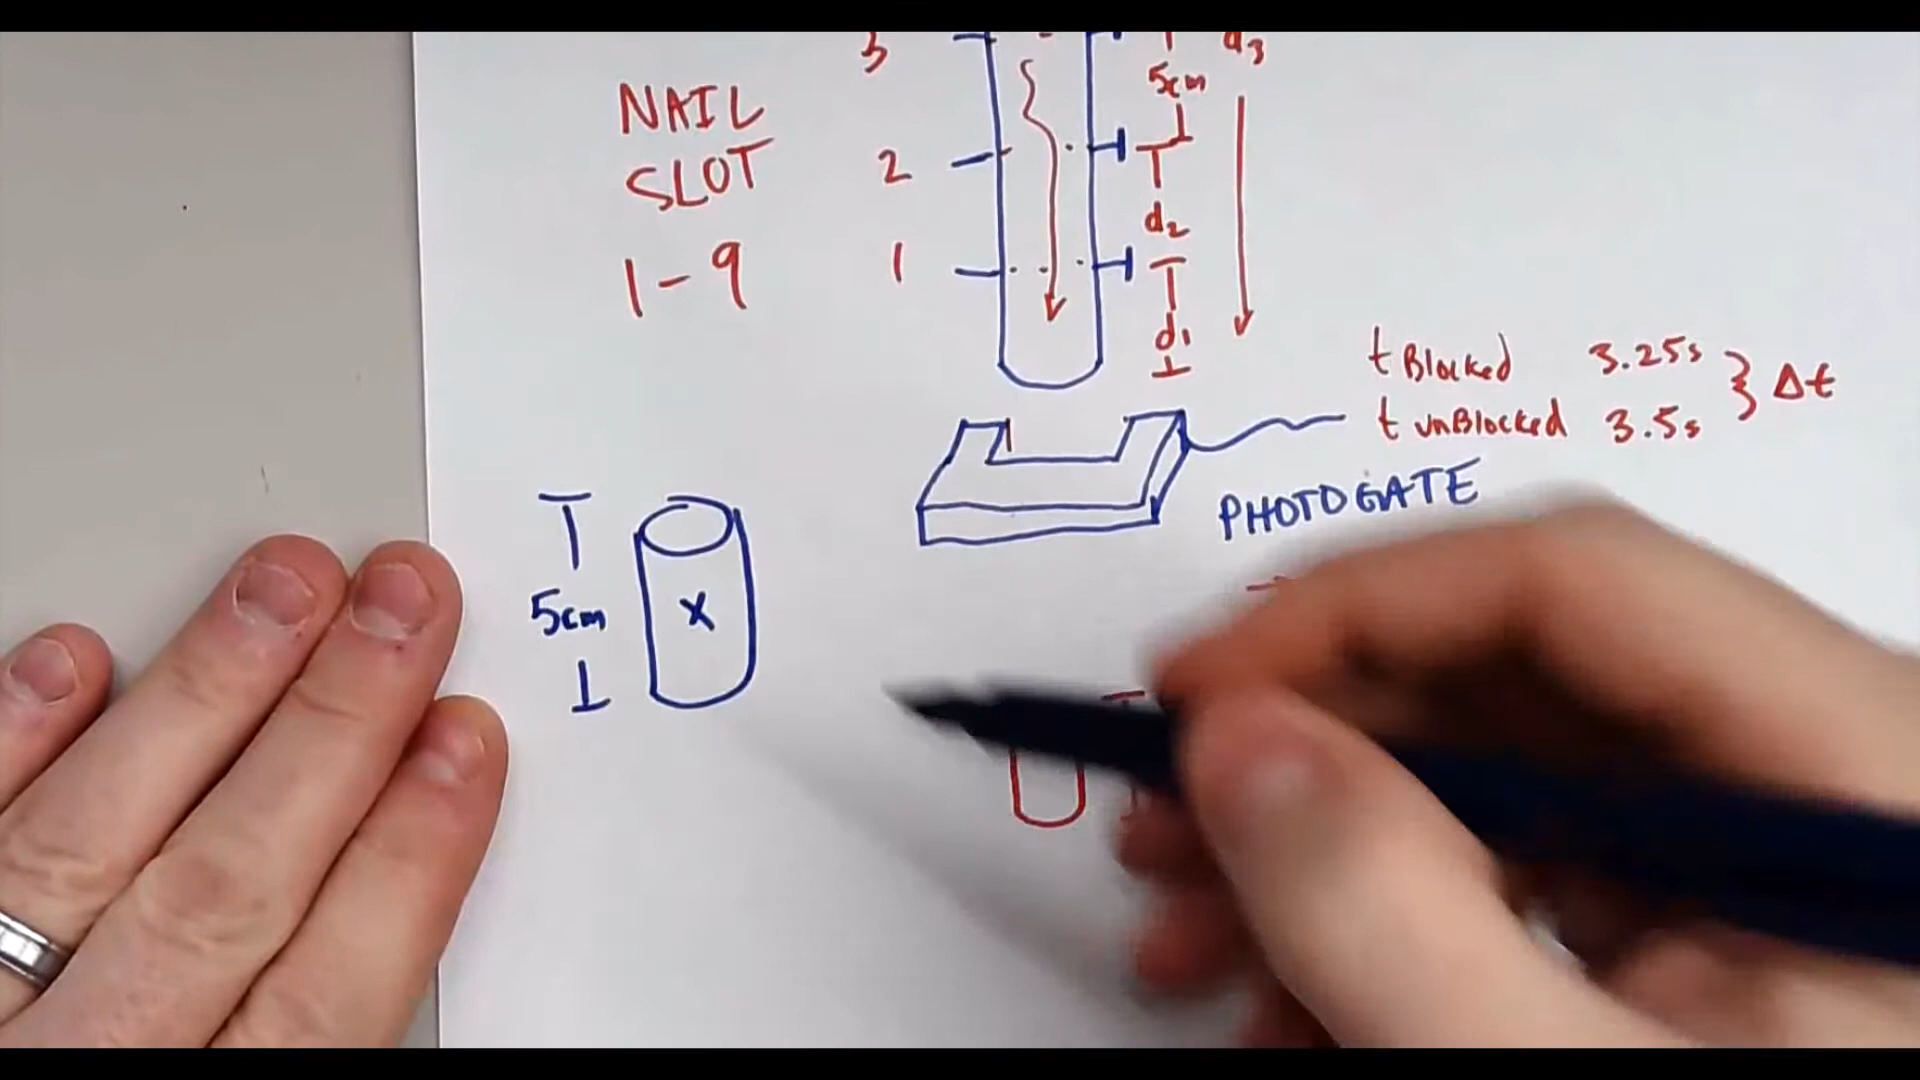 3
d3
5cm
NAIL
SLOT
2
d2
1-9
1
d1
t Blocked 3.25s
t unBlocked 3.5s
Δt
PHOTOGATE
5cm
X